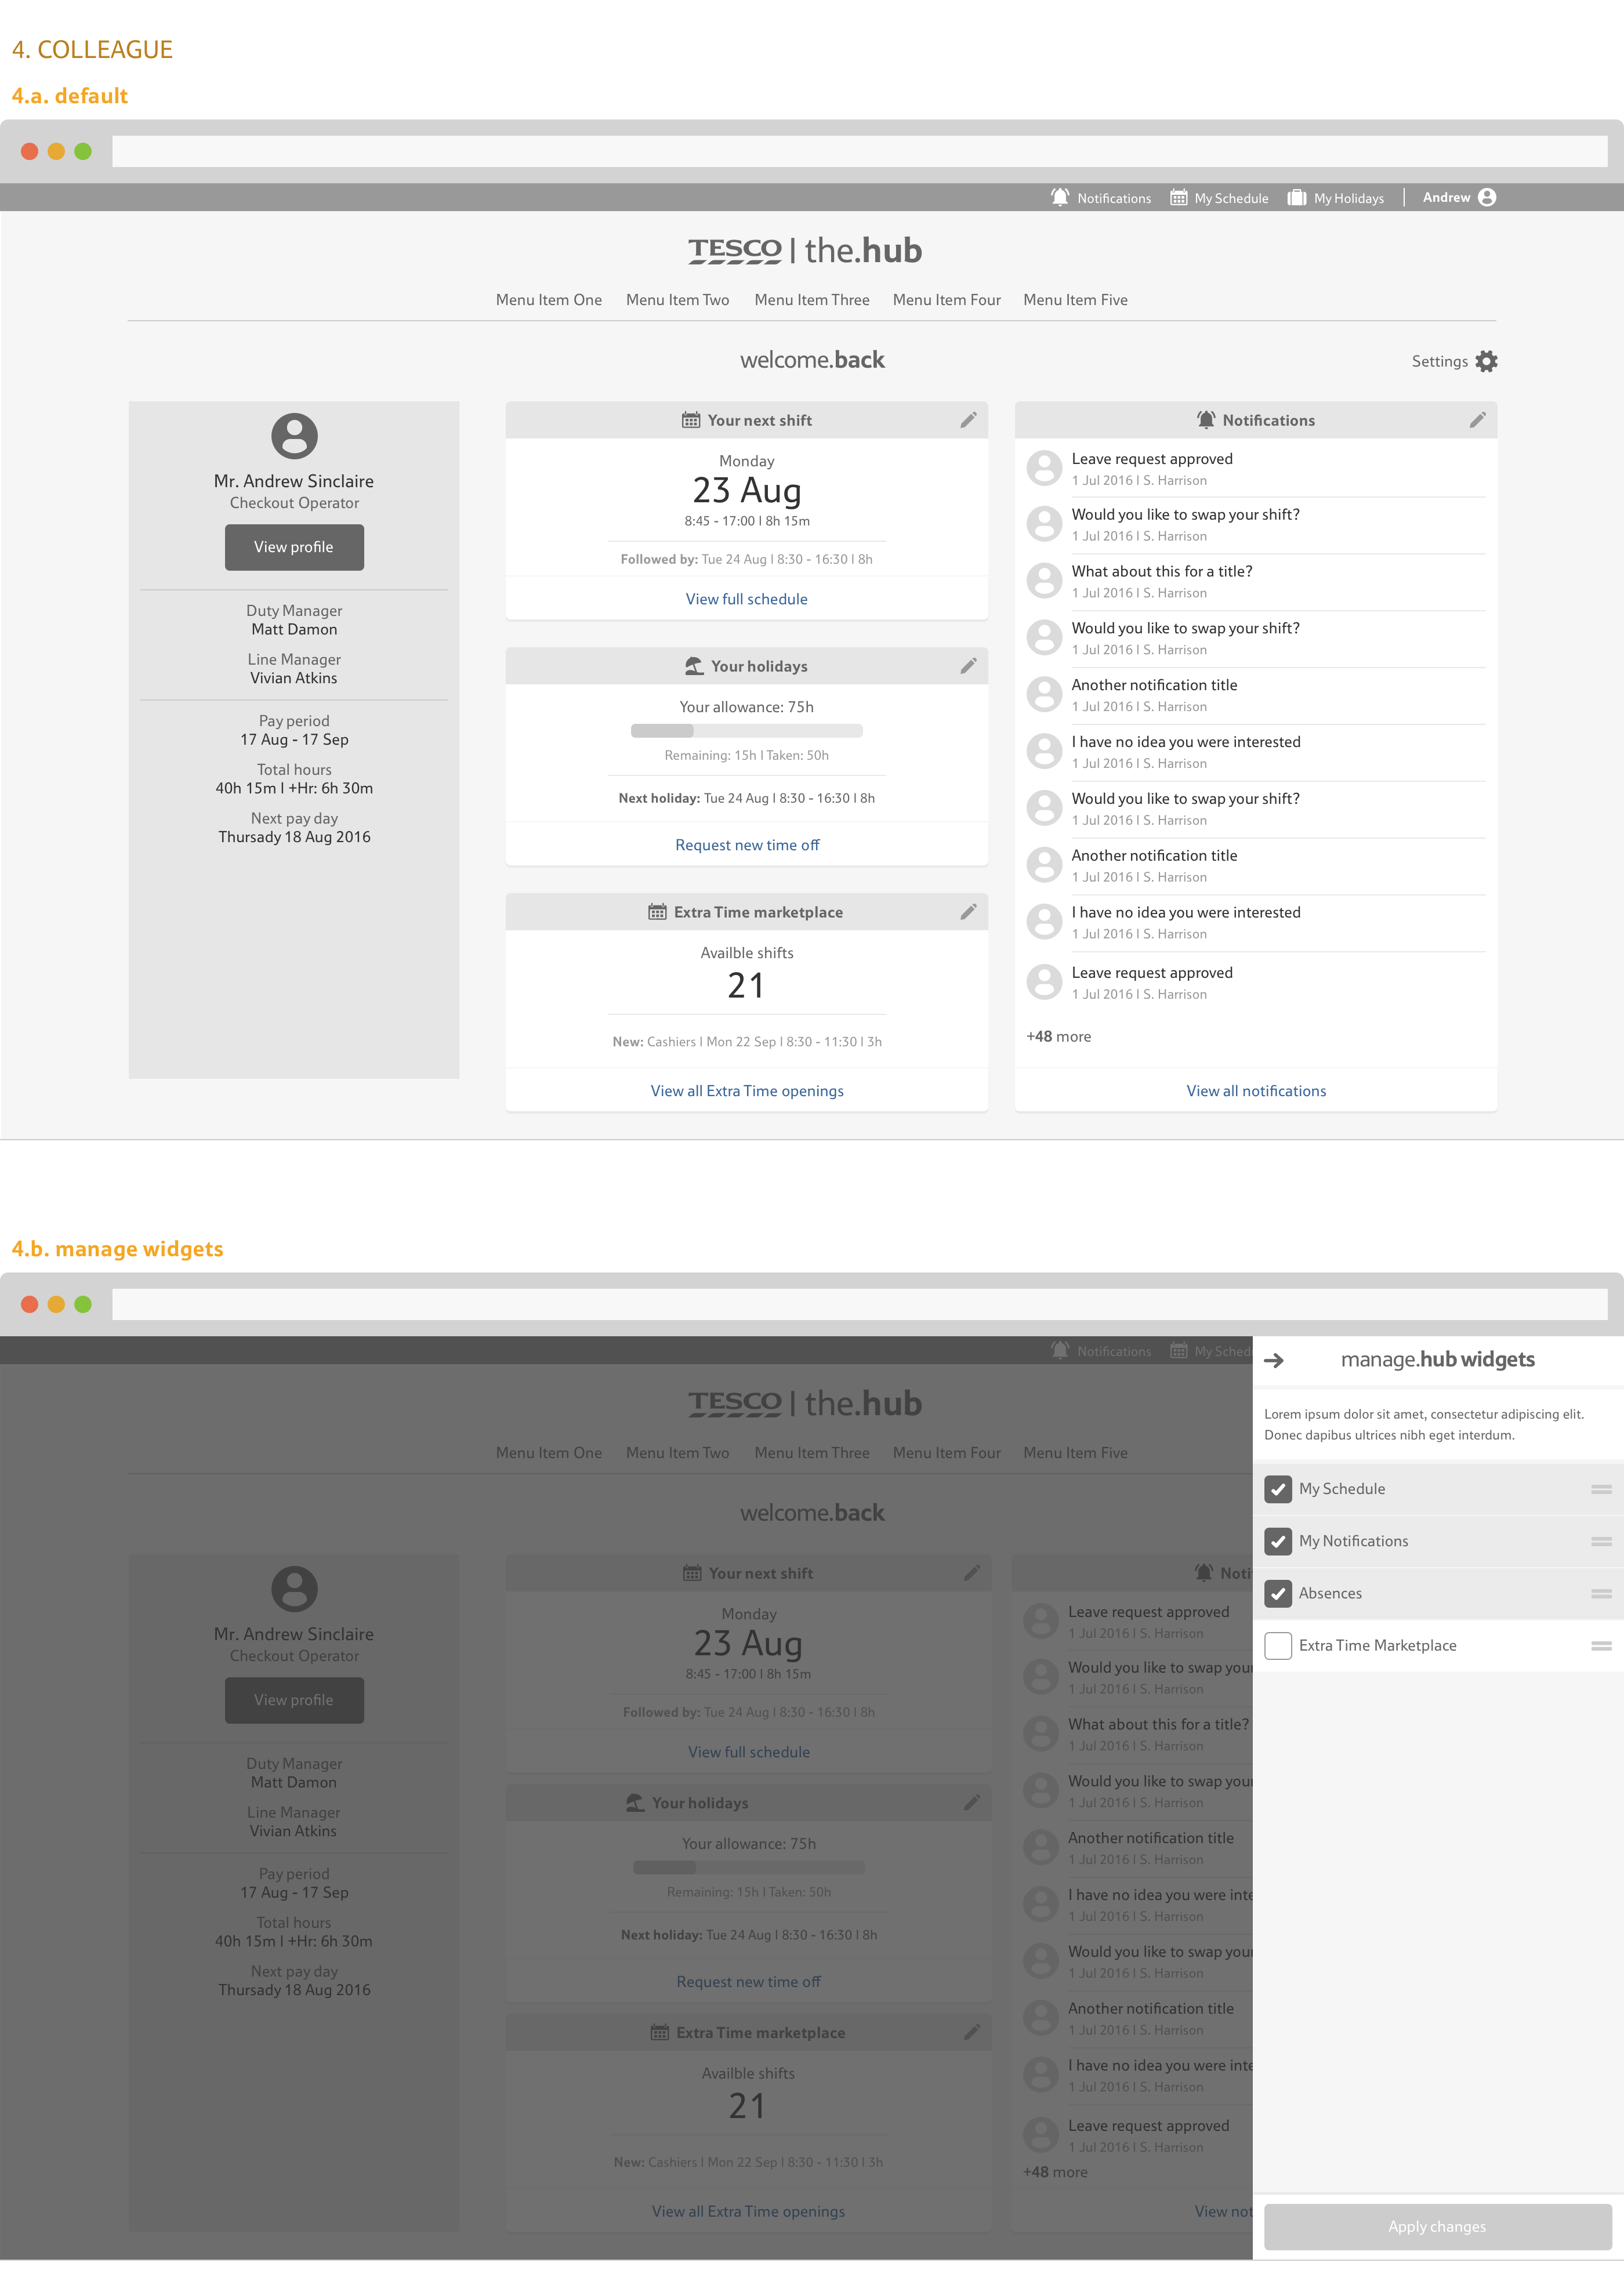 4. COLLEAGUE
4.a. default
Notifications My Schedule My Holidays | Andrew
TESCO | the.hub
Menu Item One Menu Item Two Menu Item Three Menu Item Four Menu Item Five
welcome.back
Settings
Mr. Andrew Sinclaire
Checkout Operator
View profile
Duty Manager
Matt Damon
Line Manager
Vivian Atkins
Pay period
17 Aug - 17 Sep
Total hours
40h 15m | +Hr: 6h 30m
Next pay day
Thursady 18 Aug 2016
Your next shift
Monday
23 Aug
8:45 - 17:00 | 8h 15m
Followed by: Tue 24 Aug | 8:30 - 16:30 | 8h
View full schedule
Your holidays
Your allowance: 75h
Remaining: 15h | Taken: 50h
Next holiday: Tue 24 Aug | 8:30 - 16:30 | 8h
Request new time off
Extra Time marketplace
Availble shifts
21
New: Cashiers | Mon 22 Sep | 8:30 - 11:30 | 3h
View all Extra Time openings
Notifications
Leave request approved
1 Jul 2016 | S. Harrison
Would you like to swap your shift?
1 Jul 2016 | S. Harrison
What about this for a title?
1 Jul 2016 | S. Harrison
Would you like to swap your shift?
1 Jul 2016 | S. Harrison
Another notification title
1 Jul 2016 | S. Harrison
I have no idea you were interested
1 Jul 2016 | S. Harrison
Would you like to swap your shift?
1 Jul 2016 | S. Harrison
Another notification title
1 Jul 2016 | S. Harrison
I have no idea you were interested
1 Jul 2016 | S. Harrison
Leave request approved
1 Jul 2016 | S. Harrison
+48 more
View all notifications
4.b. manage widgets
Notifications My Sched
TESCO | the.hub
Menu Item One Menu Item Two Menu Item Three Menu Item Four Menu Item Five
welcome.back
Mr. Andrew Sinclaire
Checkout Operator
View profile
Duty Manager
Matt Damon
Line Manager
Vivian Atkins
Pay period
17 Aug - 17 Sep
Total hours
40h 15m | +Hr: 6h 30m
Next pay day
Thursady 18 Aug 2016
Your next shift
Monday
23 Aug
8:45 - 17:00 | 8h 15m
Followed by: Tue 24 Aug | 8:30 - 16:30 | 8h
View full schedule
Your holidays
Your allowance: 75h
Remaining: 15h | Taken: 50h
Next holiday: Tue 24 Aug | 8:30 - 16:30 | 8h
Request new time off
Extra Time marketplace
Availble shifts
21
New: Cashiers | Mon 22 Sep | 8:30 - 11:30 | 3h
View all Extra Time openings
Noti
Leave request approved
1 Jul 2016 | S. Harrison
Would you like to swap your
1 Jul 2016 | S. Harrison
What about this for a title?
1 Jul 2016 | S. Harrison
Would you like to swap your
1 Jul 2016 | S. Harrison
Another notification title
1 Jul 2016 | S. Harrison
I have no idea you were inte
1 Jul 2016 | S. Harrison
Would you like to swap your
1 Jul 2016 | S. Harrison
Another notification title
1 Jul 2016 | S. Harrison
I have no idea you were inte
1 Jul 2016 | S. Harrison
Leave request approved
1 Jul 2016 | S. Harrison
+48 more
View not
manage.hub widgets
Lorem ipsum dolor sit amet, consectetur adipiscing elit.
Donec dapibus ultrices nibh eget interdum.
My Schedule
My Notifications
Absences
Extra Time Marketplace
Apply changes